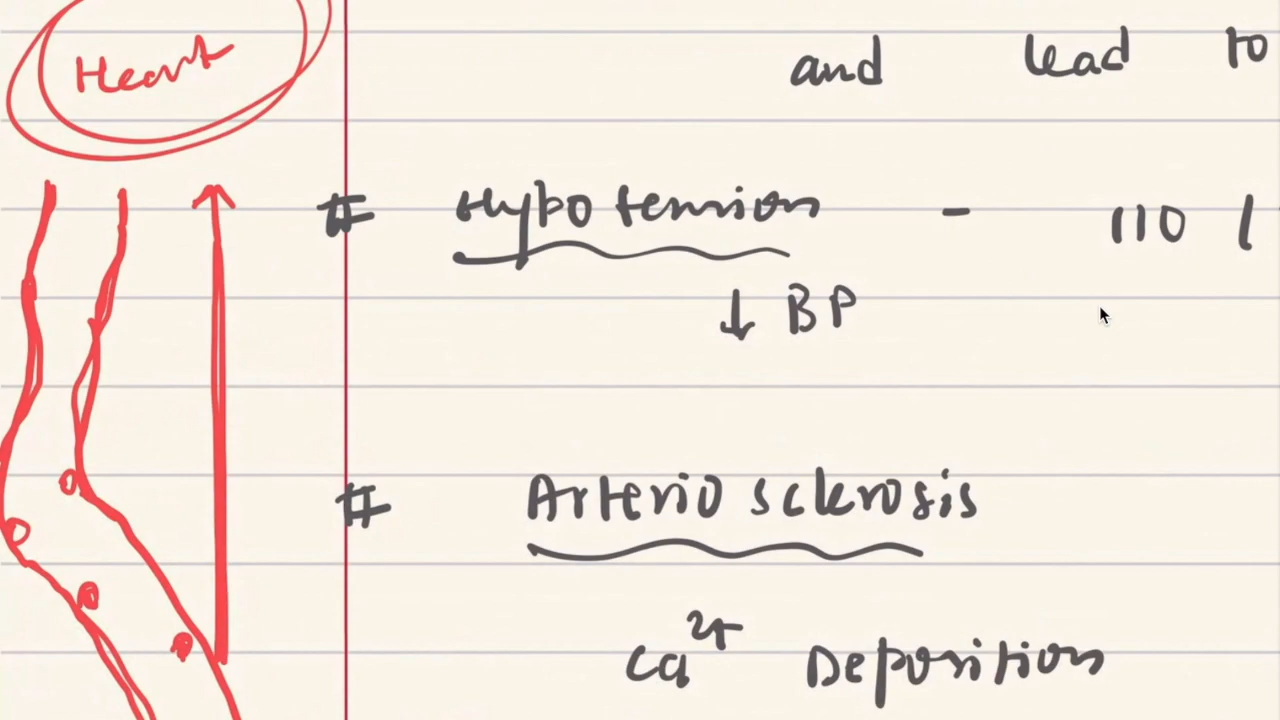 Heart
and lead to
# Hypotension - 110 /
↓ BP
# Arteriosclerosis
Ca²⁺ Deposition